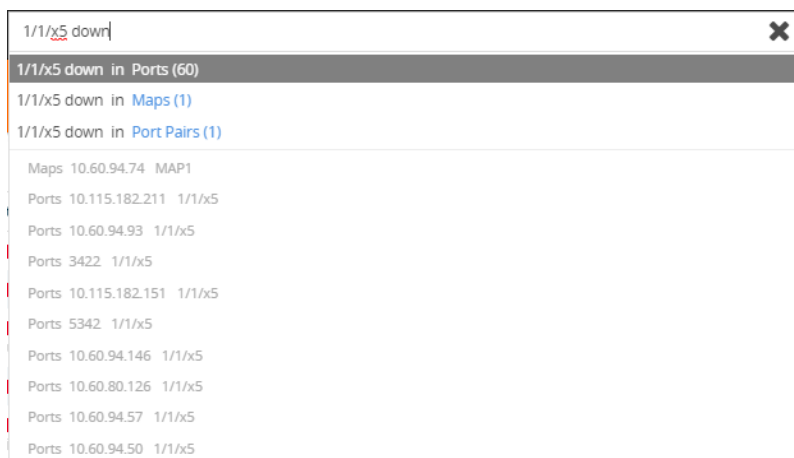 1/1/x5 down
1/1/x5 down in Ports (60)
1/1/x5 down in Maps (1)
1/1/x5 down in Port Pairs (1)
Maps 10.60.94.74 MAP1
Ports 10.115.182.211 1/1/x5
Ports 10.60.94.93 1/1/x5
Ports 3422 1/1/x5
Ports 10.115.182.151 1/1/x5
Ports 5342 1/1/x5
Ports 10.60.94.146 1/1/x5
Ports 10.60.80.126 1/1/x5
Ports 10.60.94.57 1/1/x5
Ports 10.60.94.50 1/1/x5